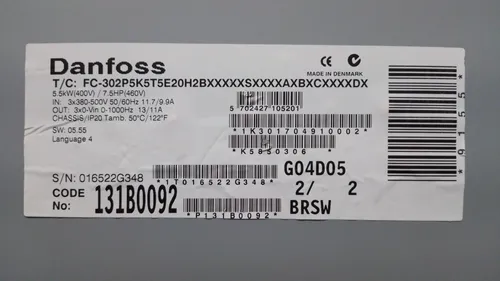 Danfoss
CE
MADE IN DENMARK
T/C: FC-302P5K5T5E20H2BXXXXXSXXXXAXBXCXXXXDX
5.5kW(400V) / 7.5HP(460V)
IN: 3x380-500V 50/60Hz 11.7/9.9A
OUT: 3x0-Vin 0-1000Hz 13/11A
CHASSIS/IP20 Tamb. 50°C/122°F
SW: 05.55
Language 4
5 702427 105201
*1K301704910002*
*K5850306*
*9155*
S/N: 016522G348
*1T016522G348*
G04D05
2/ 2
CODE
No: 131B0092
BRSW
*P131B0092*